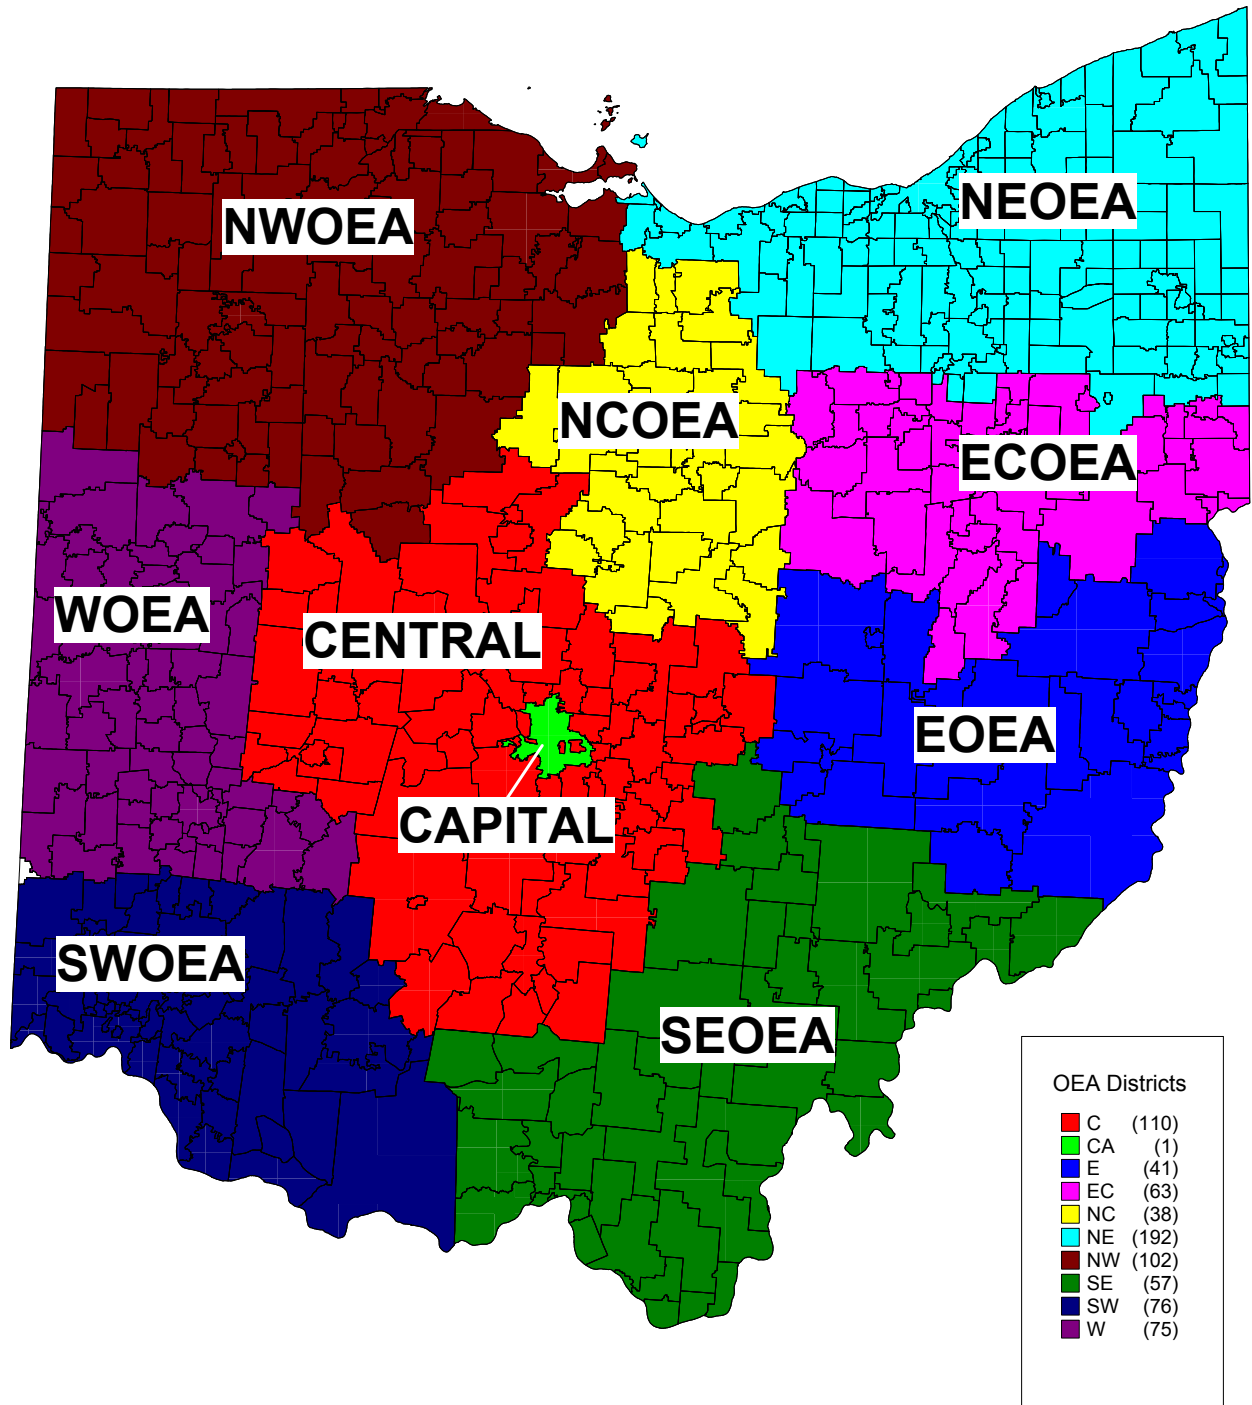 NEOEA
NWOEA
NCOEA
ECOEA
WOEA
CENTRAL
EOEA
CAPITAL
SWOEA
SEOEA
OEA Districts
C (110)
CA (1)
E (41)
EC (63)
NC (38)
NE (192)
NW (102)
SE (57)
SW (76)
W (75)